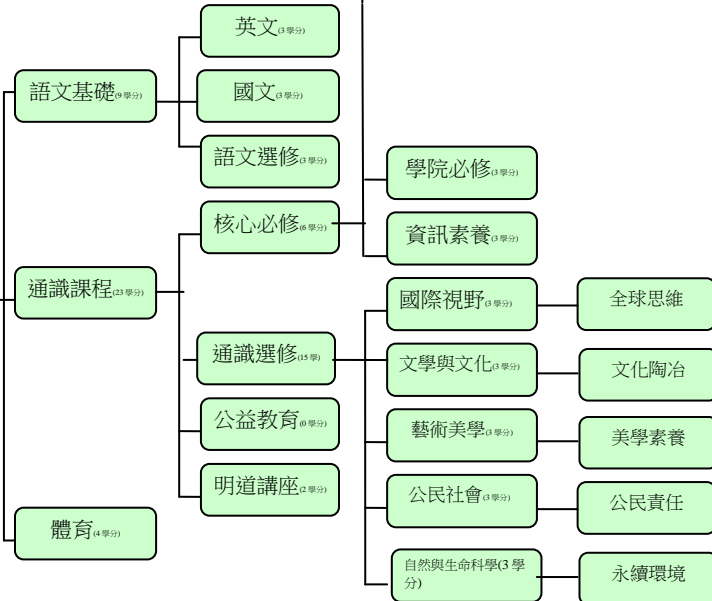 英文(3 學分)
語文基礎(9 學分)
國文(3 學分)
語文選修(3 學分)
學院必修(3 學分)
核心必修(6 學分)
資訊素養(3 學分)
通識課程(23 學分)
國際視野(3 學分)
全球思維
通識選修(15 學)
文學與文化(3 學分)
文化陶冶
公益教育(0 學分)
藝術美學(3 學分)
美學素養
明道講座(2 學分)
公民社會(3 學分)
公民責任
體育(4 學分)
自然與生命科學(3 學
分)
永續環境